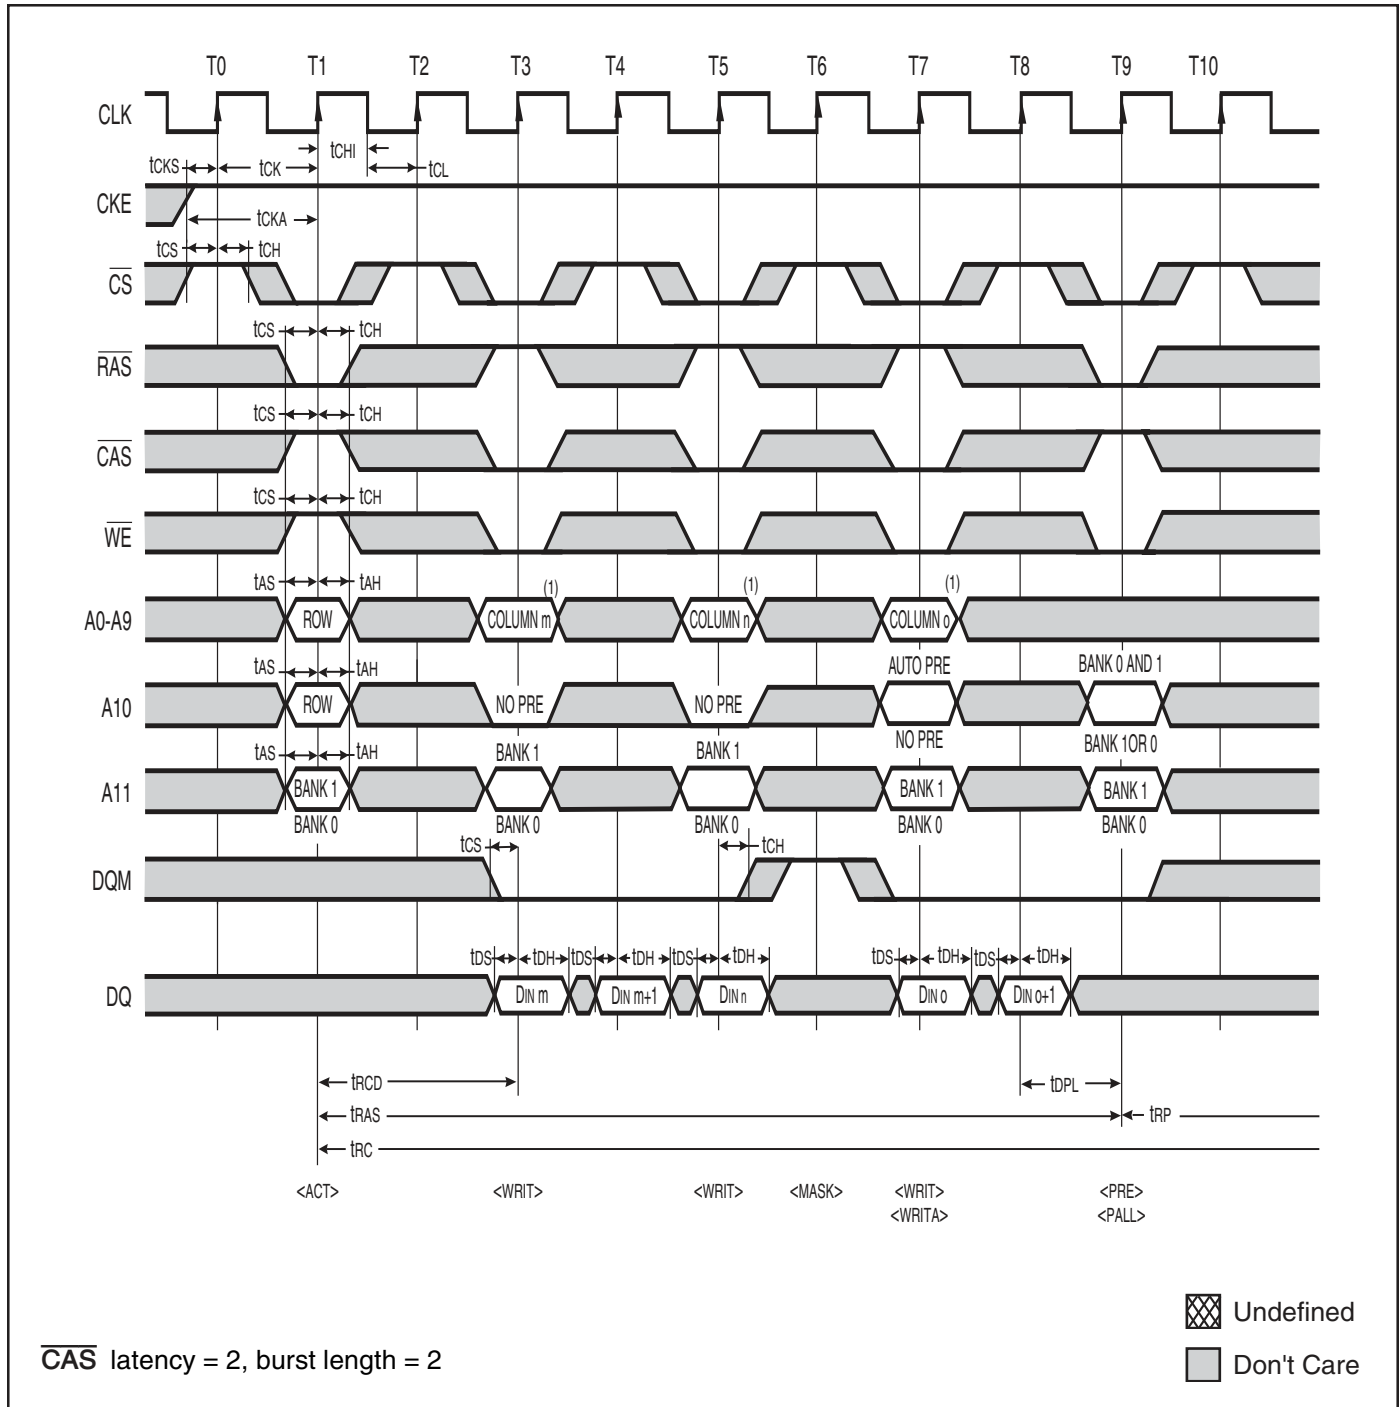 T0 T1 T2 T3 T4 T5 T6 T7 T8 T9 T10
CLK
tCHI
tCKS tCK tCL
CKE
tCKA
tCS tCH
CS
tCS tCH
RAS
tCS tCH
CAS
tCS tCH
WE
tAS tAH (1) (1) (1)
A0-A9 ROW COLUMN m COLUMN n COLUMN o
tAS tAH AUTO PRE BANK 0 AND 1
A10 ROW NO PRE NO PRE
NO PRE BANK 1OR 0
tAS tAH BANK 1 BANK 1
A11 BANK 1 BANK 1 BANK 1
BANK 0 BANK 0 BANK 0 BANK 0 BANK 0
tCS tCH
DQM
tDS tDH tDS tDH tDS tDH tDS tDH tDS tDH
DQ DIN m DIN m+1 DIN n DIN o DIN o+1
tRCD tDPL
tRAS tRP
tRC
<ACT> <WRIT> <WRIT> <MASK> <WRIT> <PRE>
<WRITA> <PALL>
Undefined
CAS latency = 2, burst length = 2
Don't Care